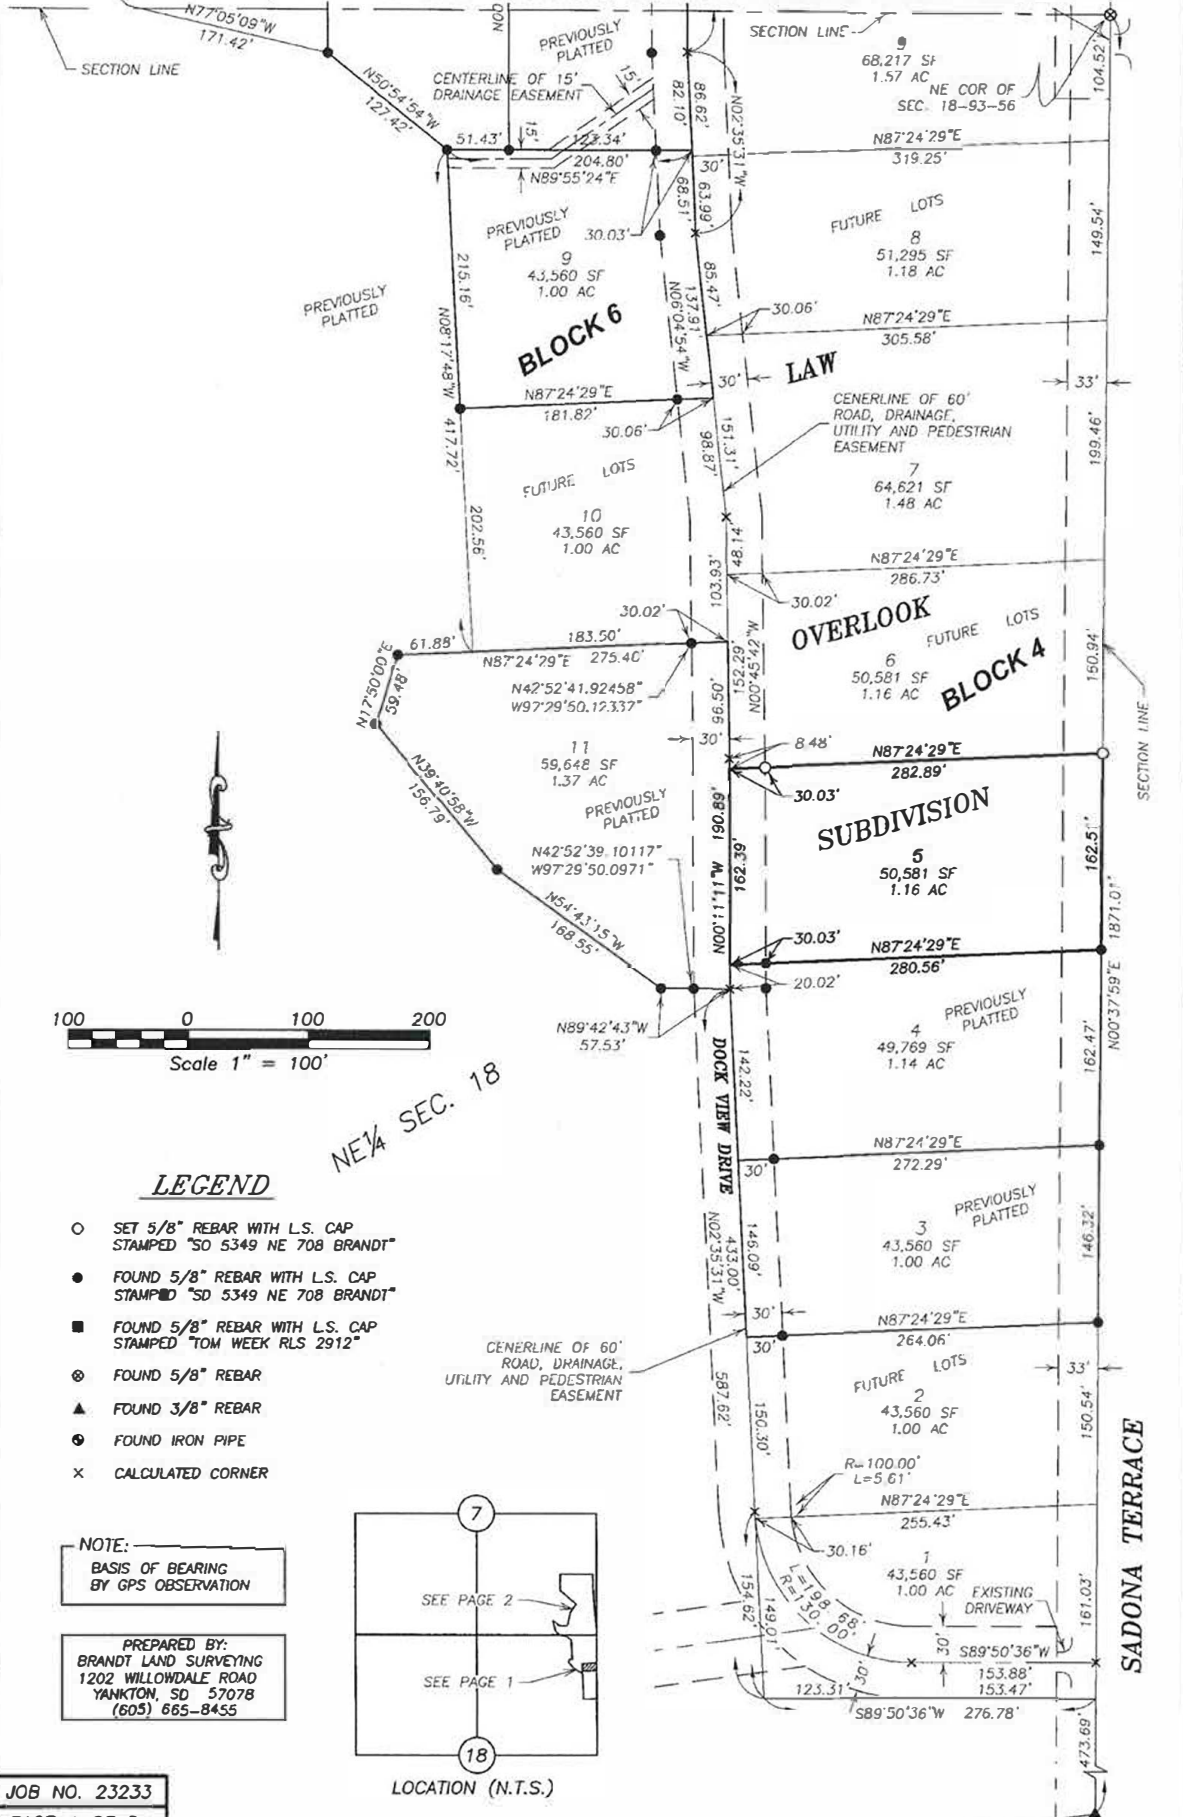 N77°05'09"W
171.42'
SECTION LINE
N50°54'54"W
127.42'
PREVIOUSLY
PLATTED
CENTERLINE OF 15'
DRAINAGE EASEMENT
15'
15'
51.43'
123.34'
204.80'
N89°55'24"E
86.62'
82.10'
N02°35'31"W
SECTION LINE
9
68,217 SF
1.57 AC
NE COR OF
SEC. 18-93-56
104.52'
N87°24'29"E
319.25'
30'
63.99'
68.51'
30.03'
PREVIOUSLY
PLATTED
9
43,560 SF
1.00 AC
215.16'
N08°17'48"W
417.72'
PREVIOUSLY
PLATTED
BLOCK 6
85.47'
137.91'
N06°04'54"W
FUTURE LOTS
8
51,295 SF
1.18 AC
149.54'
30.06'
N87°24'29"E
305.58'
30'
LAW
33'
N87°24'29"E
181.82'
30.06'
98.87'
151.31'
CENERLINE OF 60'
ROAD, DRAINAGE,
UTILITY AND PEDESTRIAN
EASEMENT
7
64,621 SF
1.48 AC
199.46'
FUTURE LOTS
10
43,560 SF
1.00 AC
202.56'
48.14'
103.93'
N87°24'29"E
286.73'
30.02'
30.02'
61.88'
183.50'
N87°24'29"E 275.40'
N17°50'00"E
59.48'
N42°52'41.92458"
W97°29'50.12337"
152.29'
96.50'
N00°45'42"W
OVERLOOK
FUTURE LOTS
6
50,581 SF
1.16 AC
BLOCK 4
160.94'
SECTION LINE
30'
8.48'
N87°24'29"E
282.89'
30.03'
11
59,648 SF
1.37 AC
N39°40'58"W
156.79'
PREVIOUSLY
PLATTED
N42°52'39.10117"
W97°29'50.0971"
190.89'
162.39'
N00°11'11"W
SUBDIVISION
5
50,581 SF
1.16 AC
162.51'
1871.01'
N00°37'59"E
N54°43'15"W
168.55'
30.03'
N87°24'29"E
280.56'
20.02'
N89°42'43"W
57.53'
100 0 100 200
Scale 1" = 100'
NE¼ SEC. 18
DOCK VIEW DRIVE
142.22'
PREVIOUSLY
PLATTED
4
49,769 SF
1.14 AC
162.47'
N87°24'29"E
272.29'
30'
LEGEND
SET 5/8" REBAR WITH L.S. CAP
STAMPED "SO 5349 NE 708 BRANDT"
FOUND 5/8" REBAR WITH L.S. CAP
STAMPED "SD 5349 NE 708 BRANDT"
FOUND 5/8" REBAR WITH L.S. CAP
STAMPED "TOM WEEK RLS 2912"
FOUND 5/8" REBAR
FOUND 3/8" REBAR
FOUND IRON PIPE
CALCULATED CORNER
N02°35'31"W
433.00'
146.09'
PREVIOUSLY
PLATTED
3
43,560 SF
1.00 AC
146.32'
30'
30'
N87°24'29"E
264.06'
CENERLINE OF 60'
ROAD, DRAINAGE,
UTILITY AND PEDESTRIAN
EASEMENT
587.62'
150.30'
FUTURE LOTS
2
43,560 SF
1.00 AC
33'
150.54'
R=100.00'
L=5.61'
N87°24'29"E
255.43'
30.16'
1
43,560 SF
1.00 AC
EXISTING
DRIVEWAY
161.03'
SADONA TERRACE
154.62'
149.01'
L=198.68'
R=130.00'
30'
30'
S89°50'36"W
153.88'
153.47'
123.31'
S89°50'36"W 276.78'
473.69'
NOTE:
BASIS OF BEARING
BY GPS OBSERVATION
PREPARED BY:
BRANDT LAND SURVEYING
1202 WILLOWDALE ROAD
YANKTON, SD 57078
(605) 665-8455
7
SEE PAGE 2
SEE PAGE 1
18
LOCATION (N.T.S.)
JOB NO. 23233